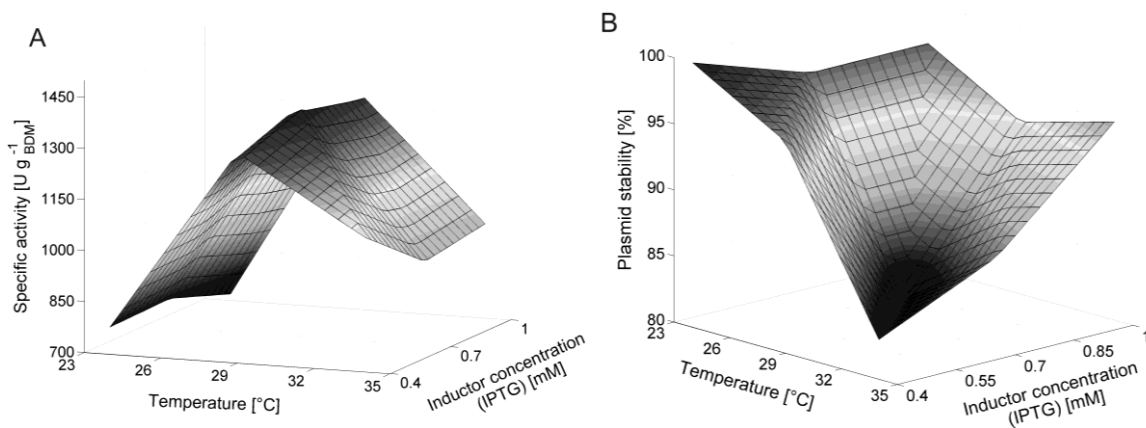 A
Specific activity [U g⁻¹BDM]
1450
1300
1150
1000
850
700
23
26
29
32
35
Temperature [°C]
0.4
0.7
1
Inductor concentration
(IPTG) [mM]
B
Plasmid stability [%]
100
95
90
85
80
23
26
29
32
35
Temperature [°C]
0.4
0.55
0.7
0.85
1
Inductor concentration
(IPTG) [mM]